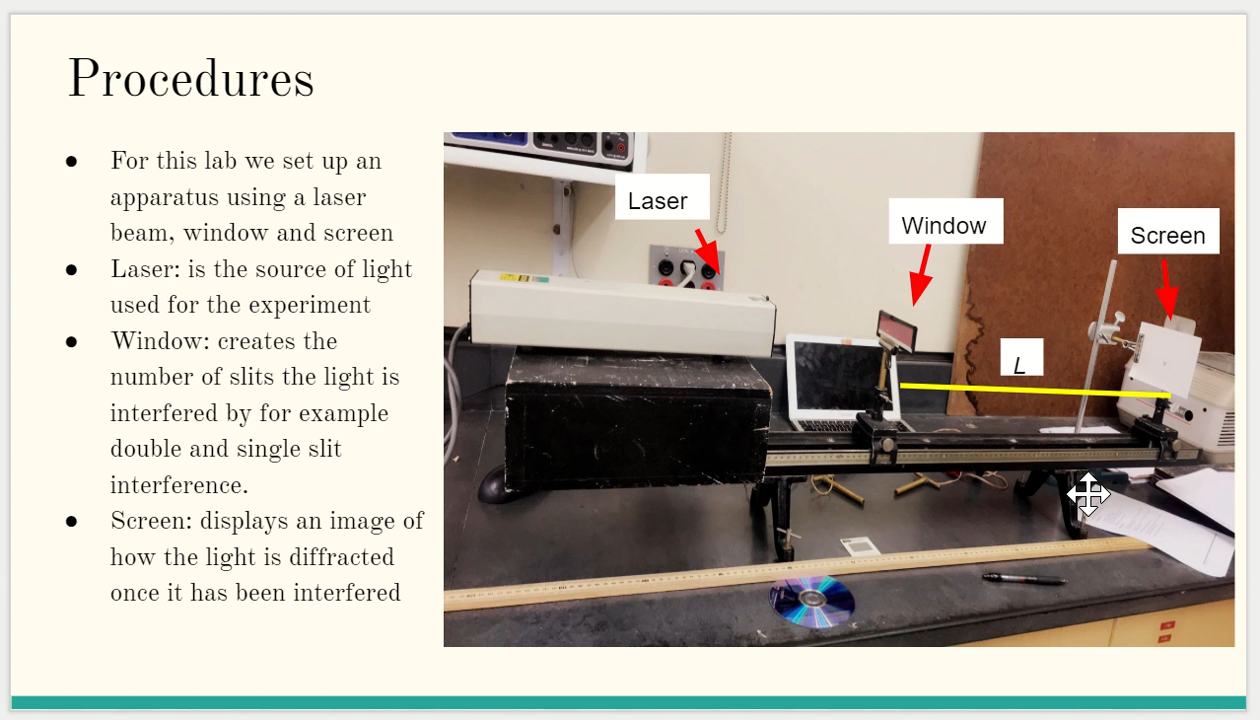 Procedures
● For this lab we set up an
apparatus using a laser
beam, window and screen
● Laser: is the source of light
used for the experiment
● Window: creates the
number of slits the light is
interfered by for example
double and single slit
interference.
● Screen: displays an image of
how the light is diffracted
once it has been interfered
Laser
Window
Screen
L